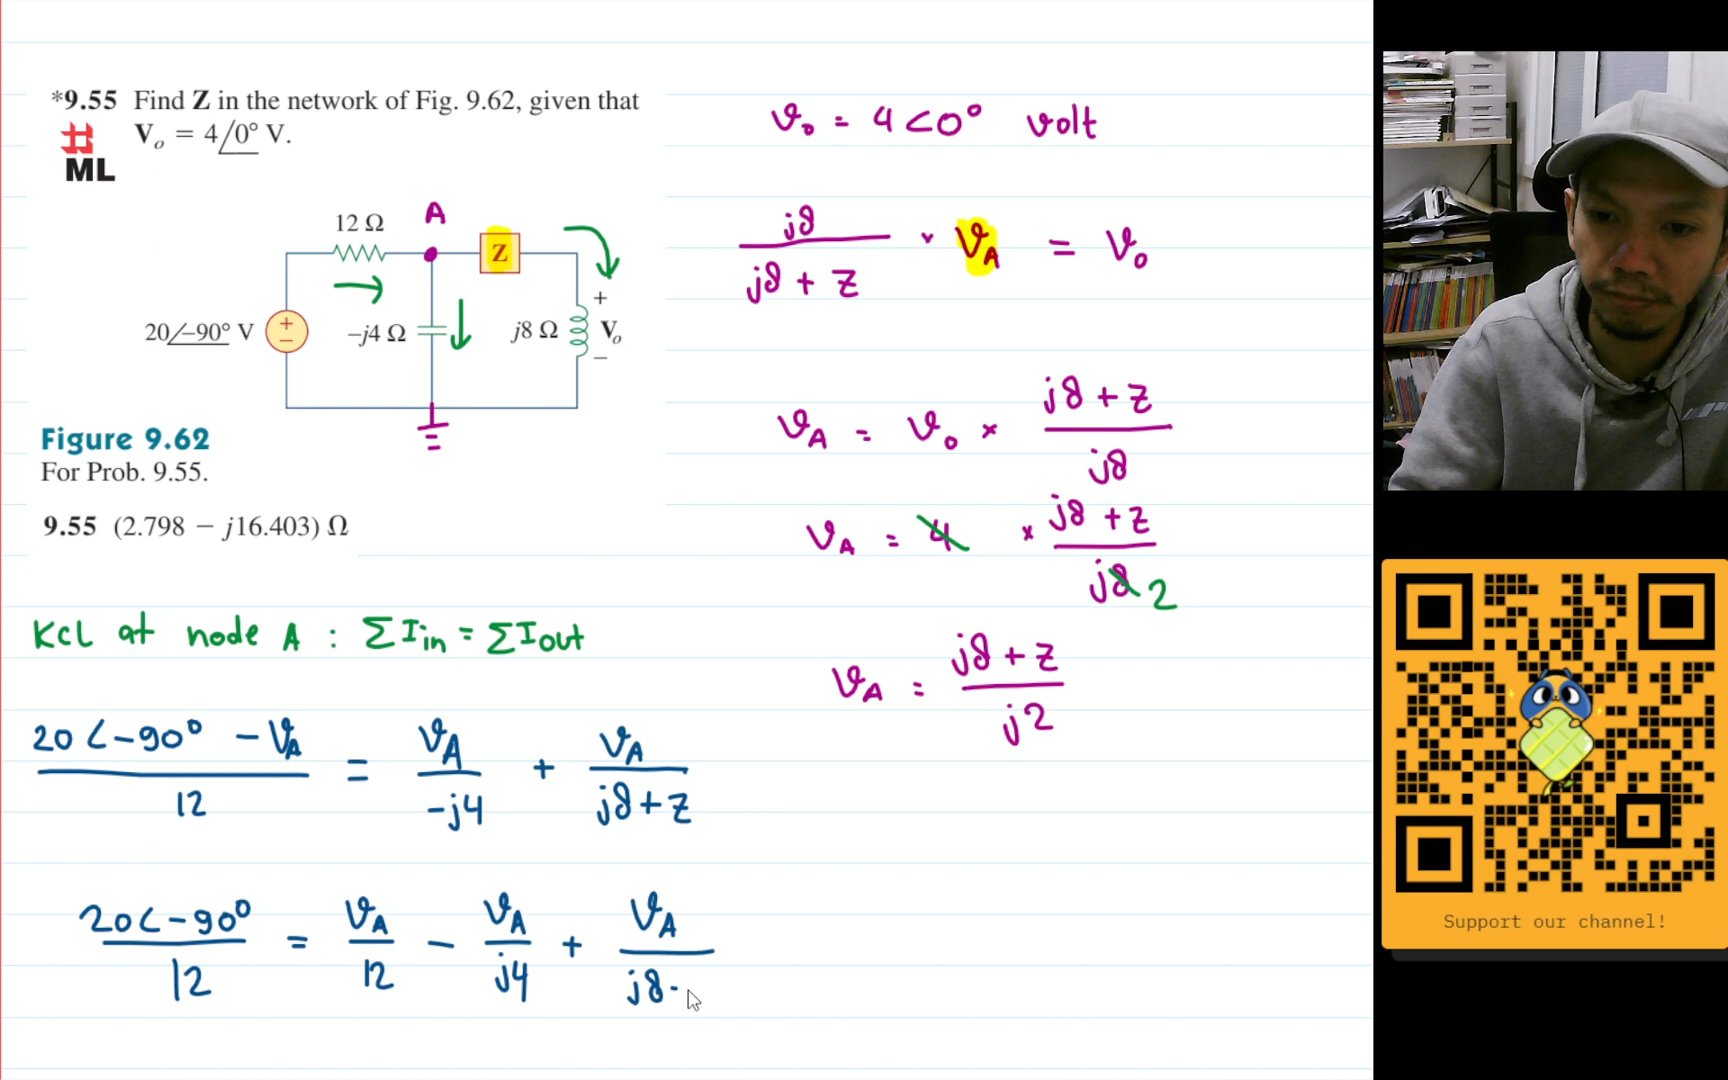 *9.55 Find Z in the network of Fig. 9.62, given that
ML
V_o = 4/0° V.
A
12 Ω
Z
20/−90° V
+
−
−j4 Ω
j8 Ω
+
V_o
−
Figure 9.62
For Prob. 9.55.
9.55 (2.798 − j16.403) Ω
KCL at node A : ΣIin = ΣIout
(20<-90° - V_A)/12 = V_A/(-j4) + V_A/(j8+Z)
20<-90°/12 = V_A/12 - V_A/j4 + V_A/j8-
V_o = 4<0° volt
j8/(j8 + Z) × V_A = V_o
V_A = V_o × (j8 + Z)/j8
V_A = 4 × (j8 + Z)/j8 2
V_A = (j8 + Z)/j2
Support our channel!